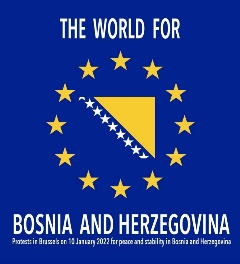 THE WORLD FOR
BOSNIA AND HERZEGOVINA
Protests in Brussels on 10 January 2022 for peace and stability in Bosnia and Herzegovina